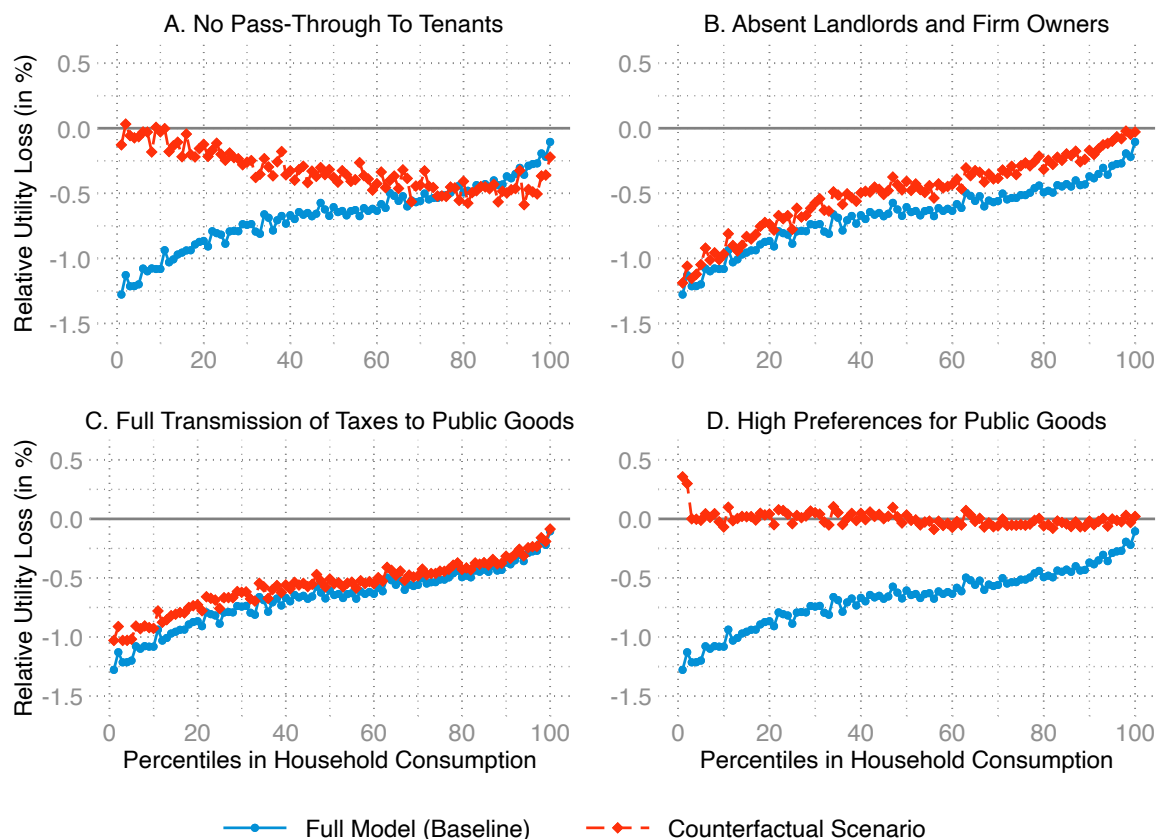 A. No Pass-Through To Tenants
B. Absent Landlords and Firm Owners
Relative Utility Loss (in %)
0.5
0.0
-0.5
-1.0
-1.5
0 20 40 60 80 100
0.5
0.0
-0.5
-1.0
-1.5
0 20 40 60 80 100
C. Full Transmission of Taxes to Public Goods
D. High Preferences for Public Goods
Relative Utility Loss (in %)
0.5
0.0
-0.5
-1.0
-1.5
0 20 40 60 80 100
Percentiles in Household Consumption
0.5
0.0
-0.5
-1.0
-1.5
0 20 40 60 80 100
Percentiles in Household Consumption
Full Model (Baseline)
Counterfactual Scenario